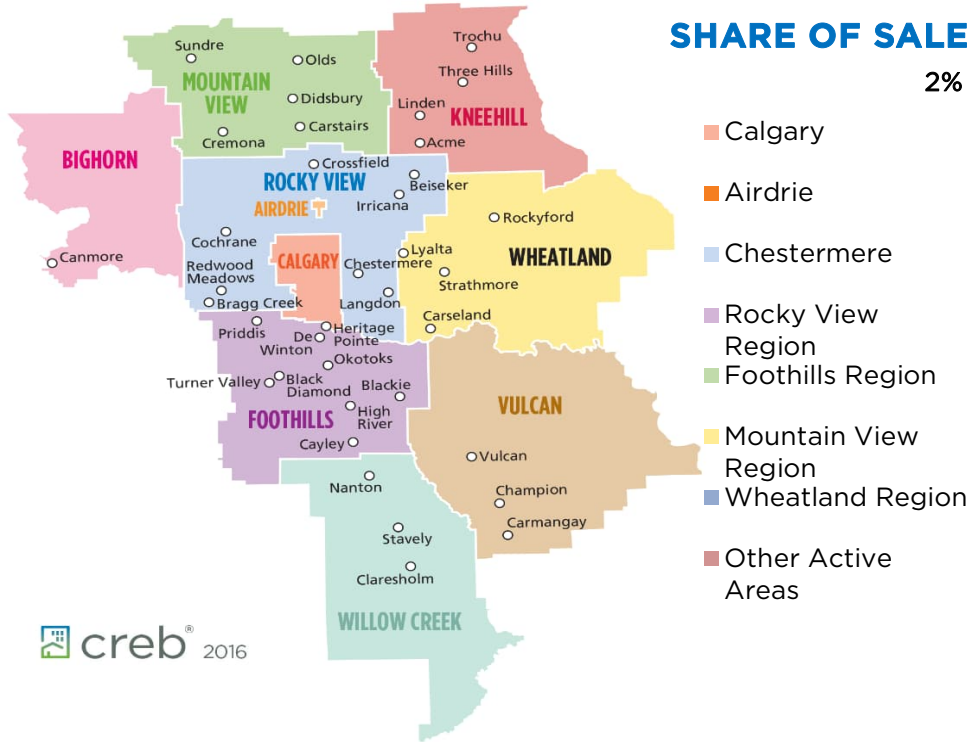 SHARE OF SALE
2%
Sundre
Olds
MOUNTAIN
VIEW
Didsbury
Carstairs
Cremona
Trochu
Three Hills
Linden
KNEEHILL
Acme
BIGHORN
Canmore
Crossfield
ROCKY VIEW
Beiseker
AIRDRIE
Irricana
Cochrane
CALGARY
Chestermere
Redwood
Meadows
Bragg Creek
Langdon
Rockyford
Lyalta
WHEATLAND
Strathmore
Carseland
Priddis
De
Winton
Heritage
Pointe
Okotoks
Turner Valley
Black
Diamond
Blackie
FOOTHILLS
High
River
Cayley
VULCAN
Vulcan
Champion
Carmangay
Nanton
Stavely
Claresholm
WILLOW CREEK
Calgary
Airdrie
Chestermere
Rocky View
Region
Foothills Region
Mountain View
Region
Wheatland Region
Other Active
Areas
creb® 2016